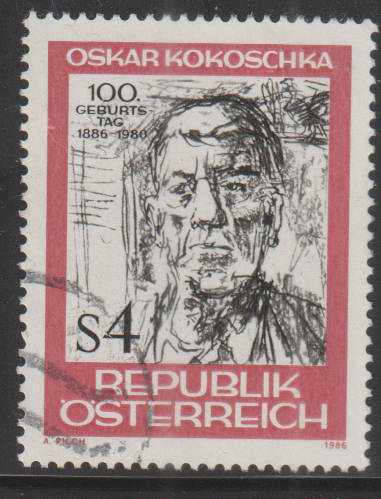 OSKAR KOKOSCHKA
100.
GEBURTS
TAG
1886-1980
S4
REPUBLIK
ÖSTERREICH
A. PILCH 1986